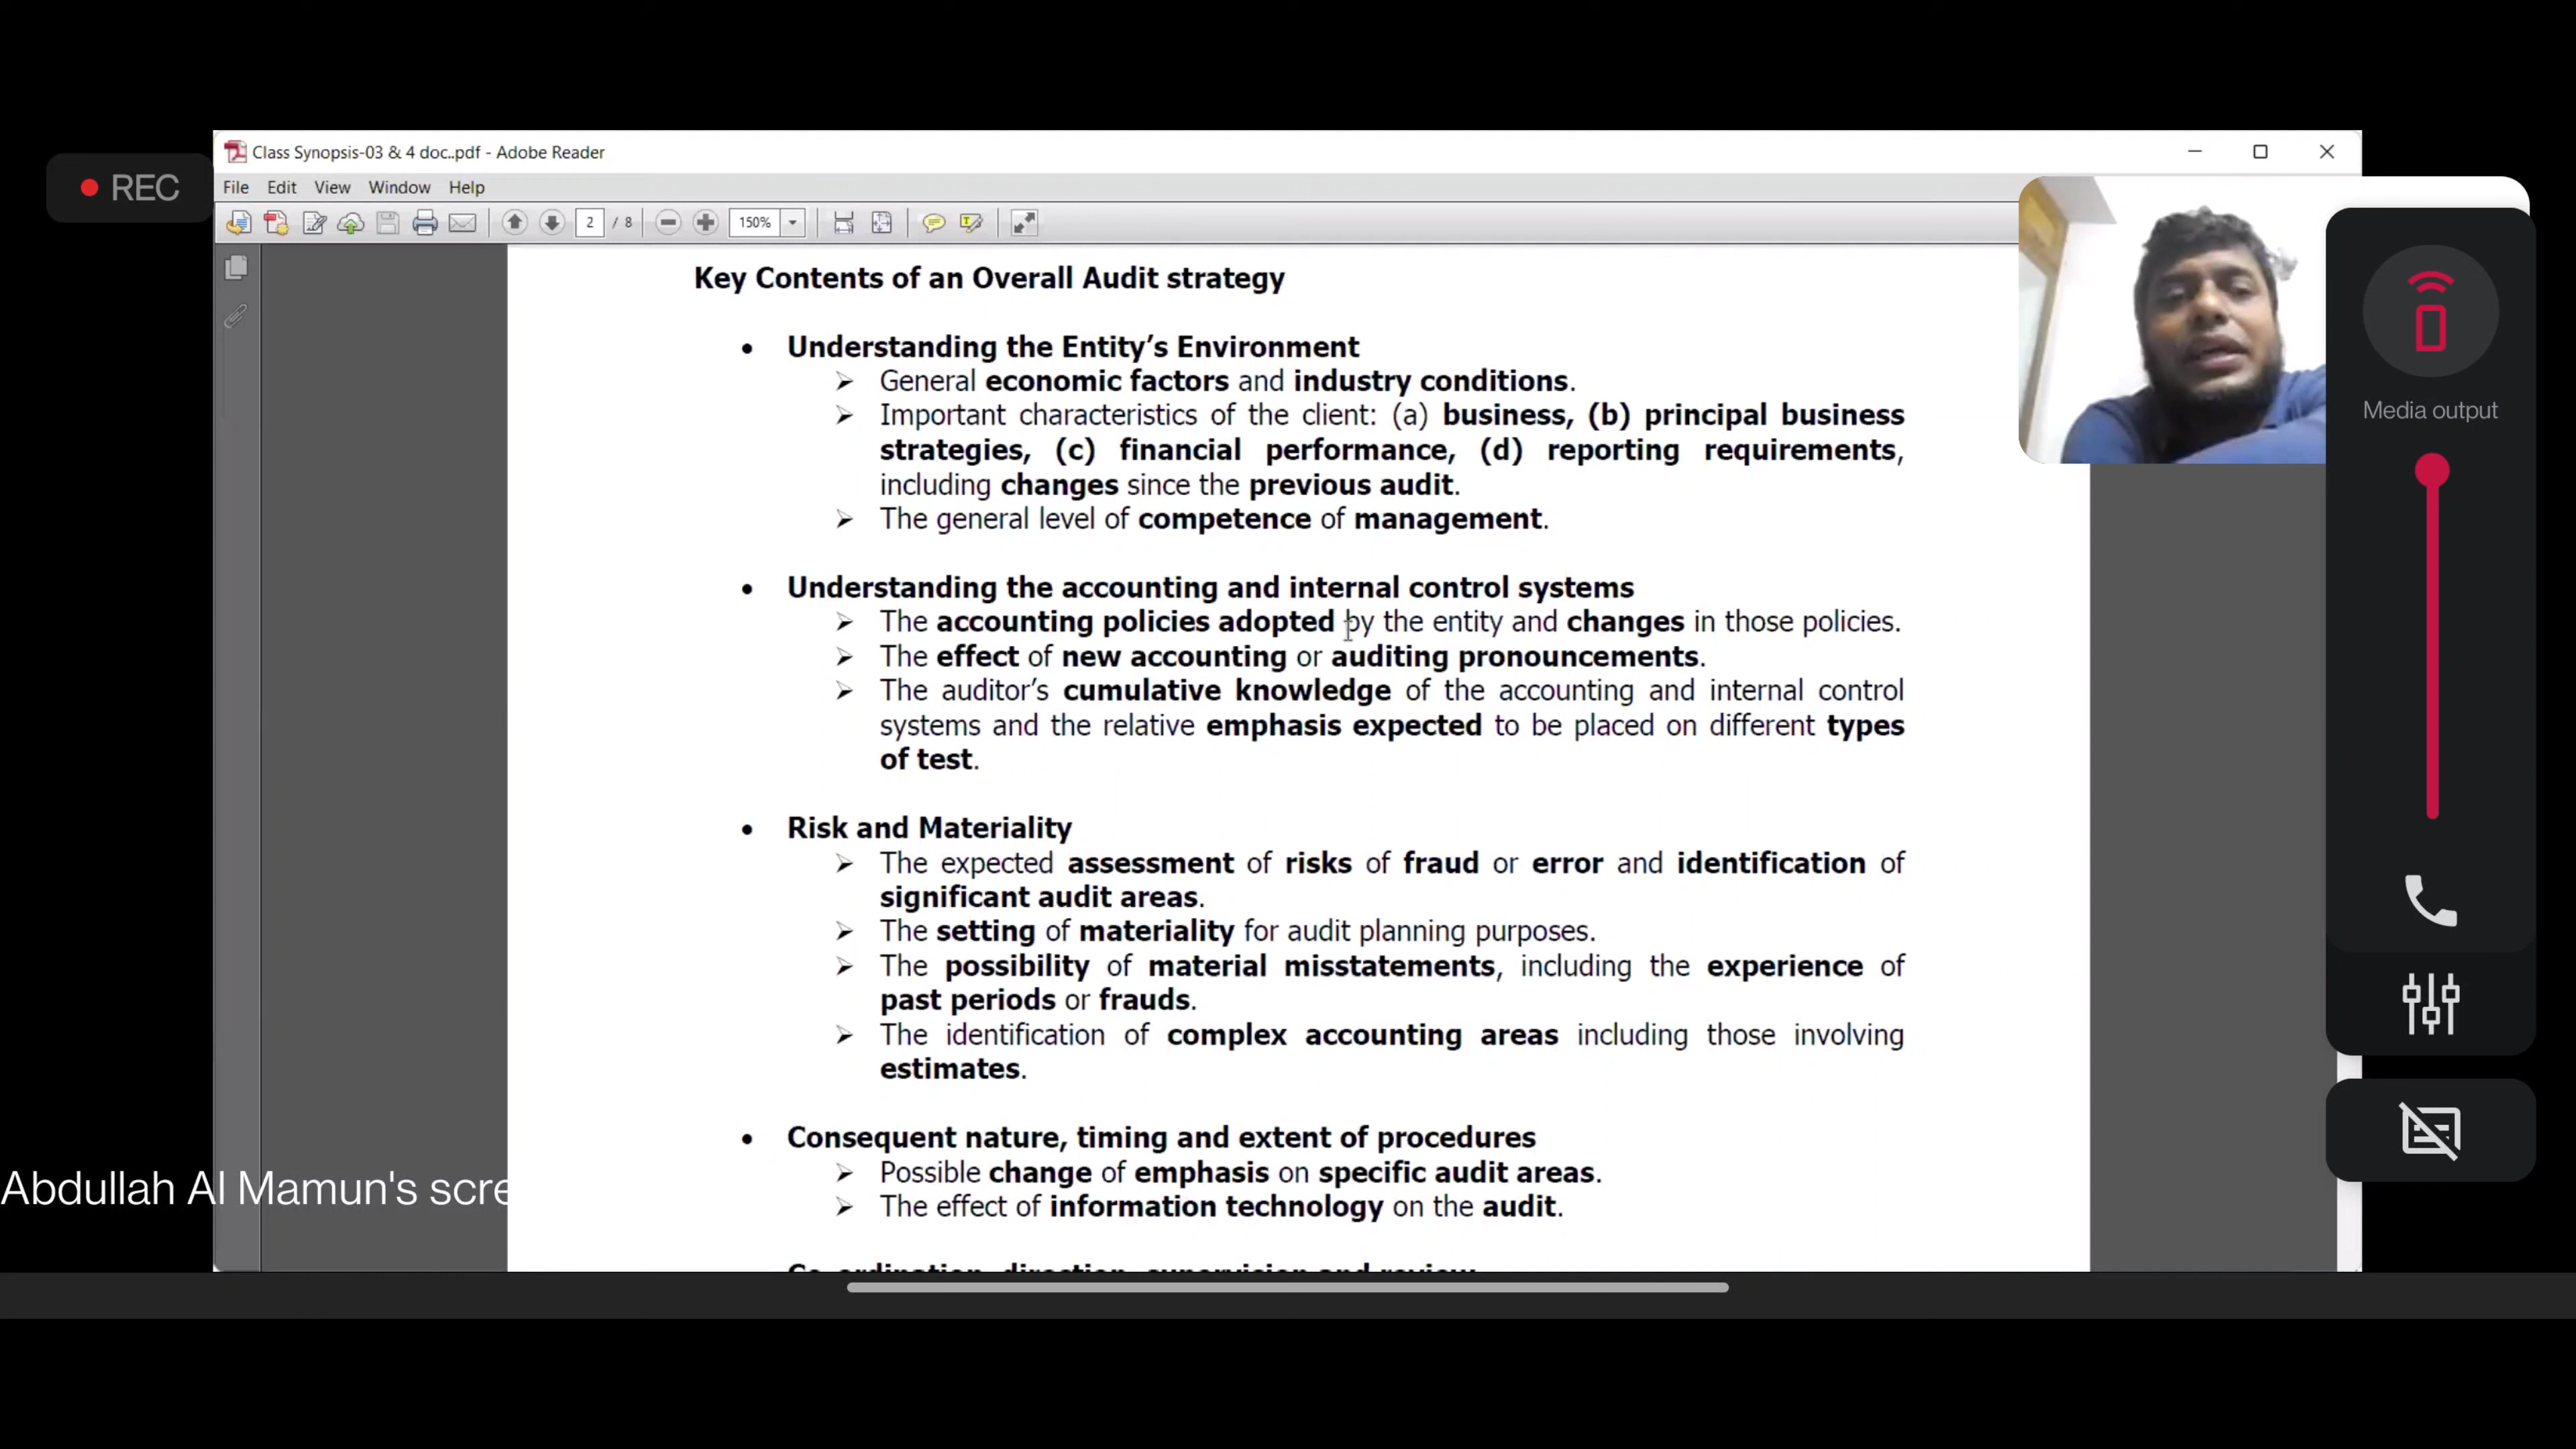 Class Synopsis-03 & 4 doc..pdf - Adobe Reader
REC
File Edit View Window Help
2 / 8 150%
Key Contents of an Overall Audit strategy
• Understanding the Entity's Environment
➢ General economic factors and industry conditions.
➢ Important characteristics of the client: (a) business, (b) principal business
strategies, (c) financial performance, (d) reporting requirements,
including changes since the previous audit.
➢ The general level of competence of management.
• Understanding the accounting and internal control systems
➢ The accounting policies adopted by the entity and changes in those policies.
➢ The effect of new accounting or auditing pronouncements.
➢ The auditor's cumulative knowledge of the accounting and internal control
systems and the relative emphasis expected to be placed on different types
of test.
• Risk and Materiality
➢ The expected assessment of risks of fraud or error and identification of
significant audit areas.
➢ The setting of materiality for audit planning purposes.
➢ The possibility of material misstatements, including the experience of
past periods or frauds.
➢ The identification of complex accounting areas including those involving
estimates.
• Consequent nature, timing and extent of procedures
➢ Possible change of emphasis on specific audit areas.
➢ The effect of information technology on the audit.
Co-ordination, direction, supervision and review
Media output
Abdullah Al Mamun's scre